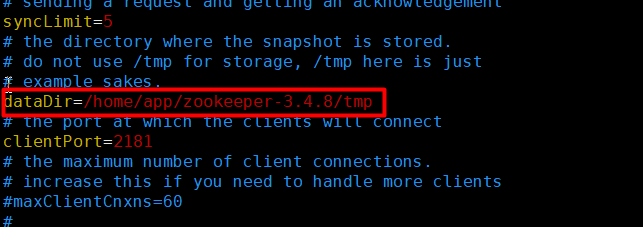 # sending a request and getting an acknowledgement
syncLimit=5
# the directory where the snapshot is stored.
# do not use /tmp for storage, /tmp here is just
# example sakes.
dataDir=/home/app/zookeeper-3.4.8/tmp
# the port at which the clients will connect
clientPort=2181
# the maximum number of client connections.
# increase this if you need to handle more clients
#maxClientCnxns=60
#